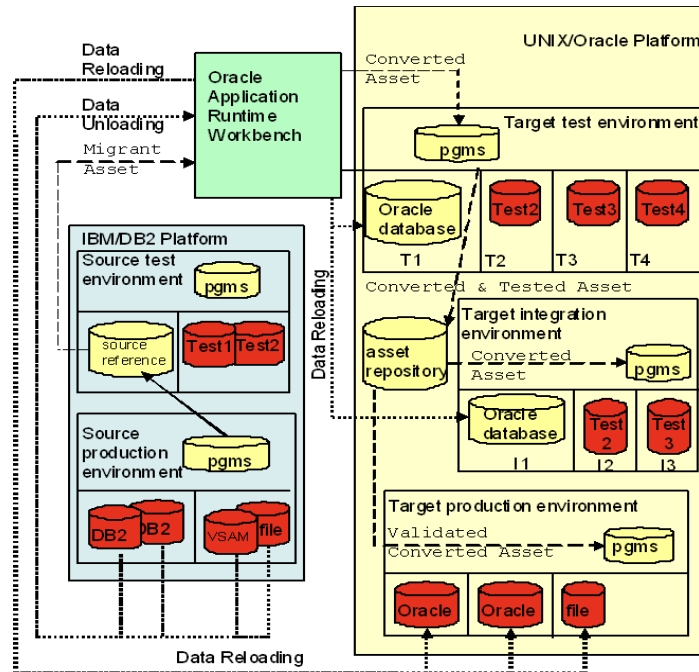 Data
Reloading
Data
Unloading
Migrant
Asset
Oracle
Application
Runtime
Workbench
Converted
Asset
UNIX/Oracle Platform
Target test environment
pgms
Oracle
database
Test2
Test3
Test4
T1
T2
T3
T4
Converted & Tested Asset
IBM/DB2 Platform
Source test
environment
pgms
source
reference
Test1
Test2
Source
production
environment
pgms
DB2
DB2
VSAM
file
Data Reloading
asset
repository
Target integration
environment
Converted
Asset
pgms
Oracle
database
Test
2
Test
3
I1
I2
I3
Target production environment
Validated
Converted Asset
pgms
Oracle
Oracle
file
Data Reloading